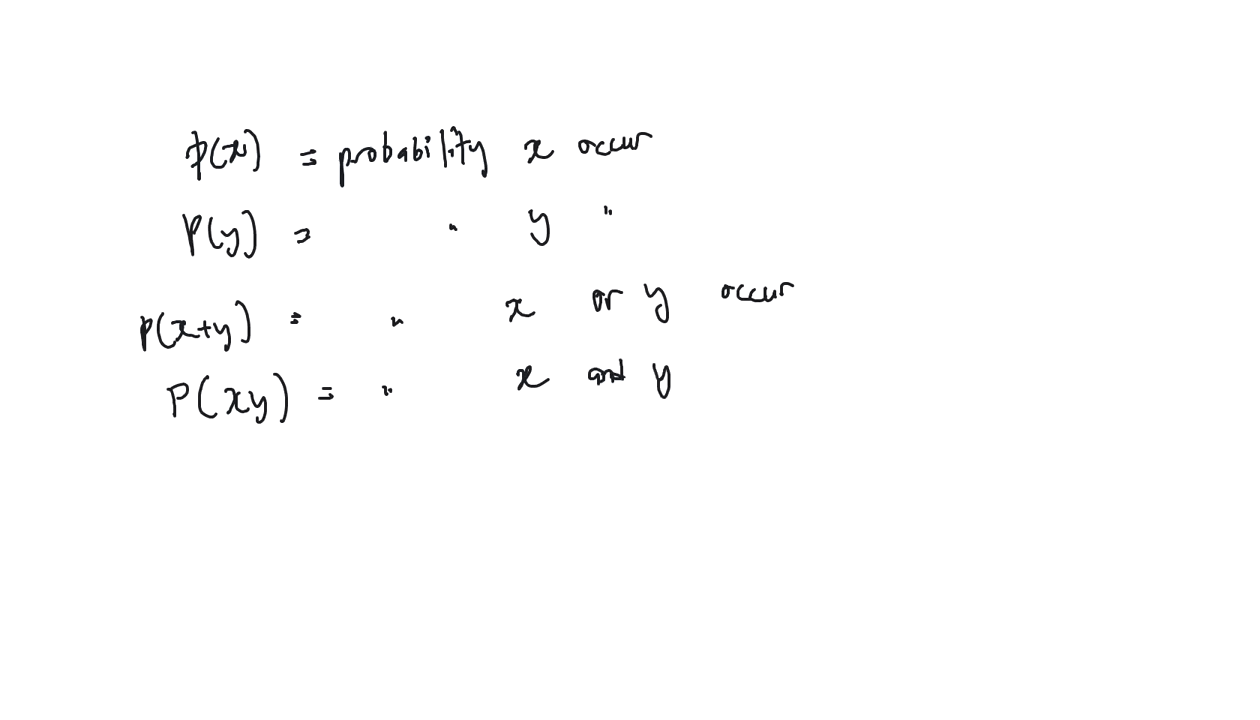 p(x) = probability x occur
P(y) = " y "
p(x+y) = " x or y occur
P(xy) = " x and y